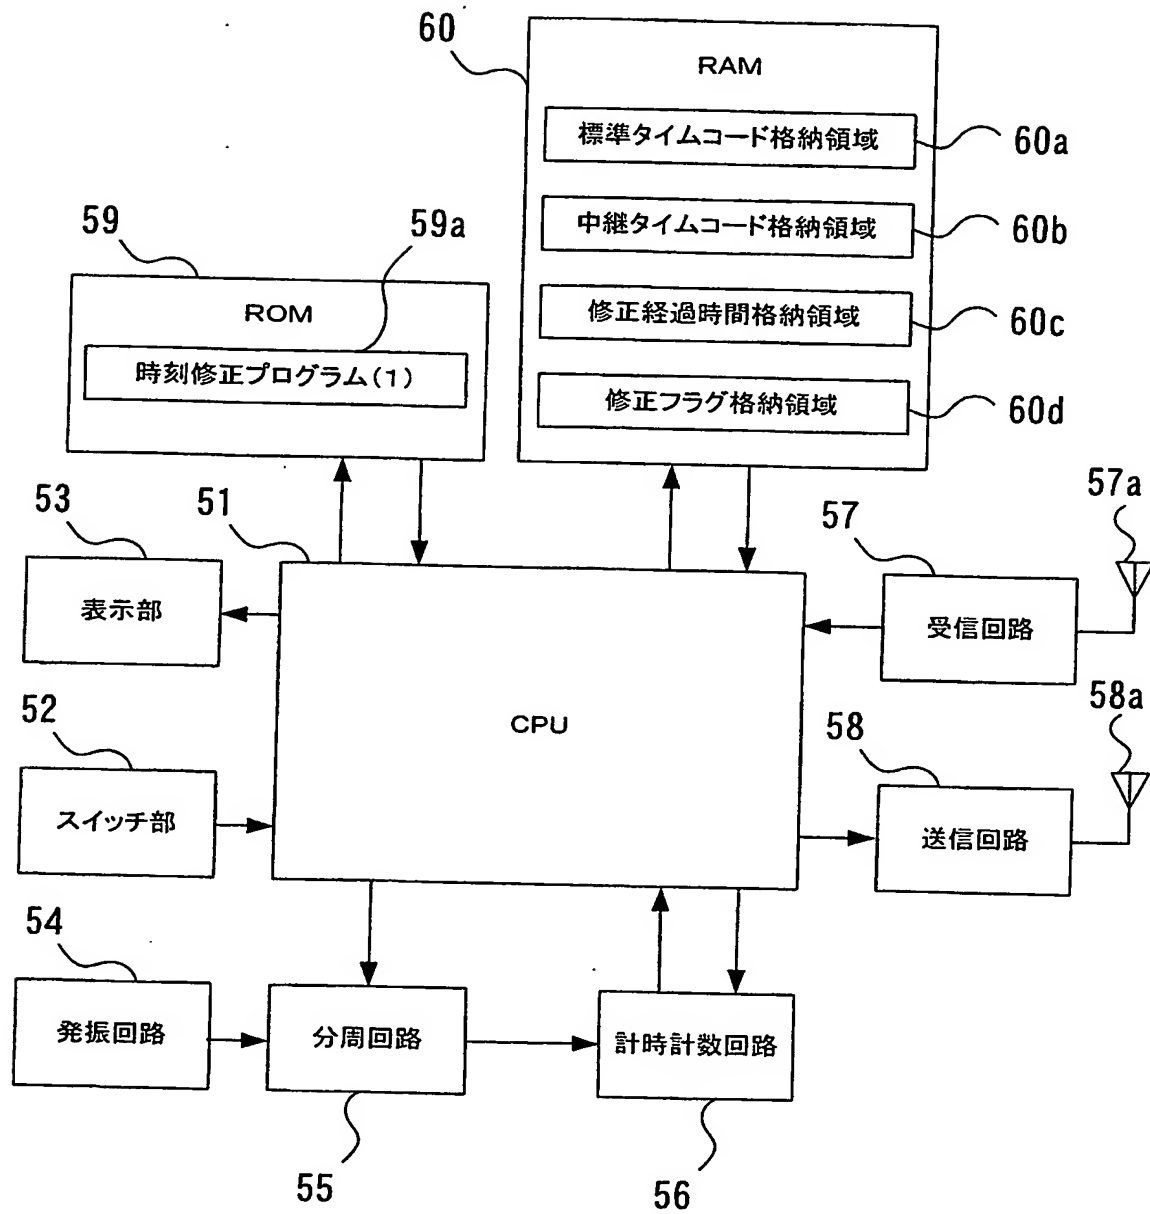 60
RAM
標準タイムコード格納領域
60a
中継タイムコード格納領域
60b
修正経過時間格納領域
60c
修正フラグ格納領域
60d
59
59a
ROM
時刻修正プログラム(1)
53
表示部
51
CPU
57
57a
受信回路
52
スイッチ部
58
58a
送信回路
54
発振回路
分周回路
55
計時計数回路
56